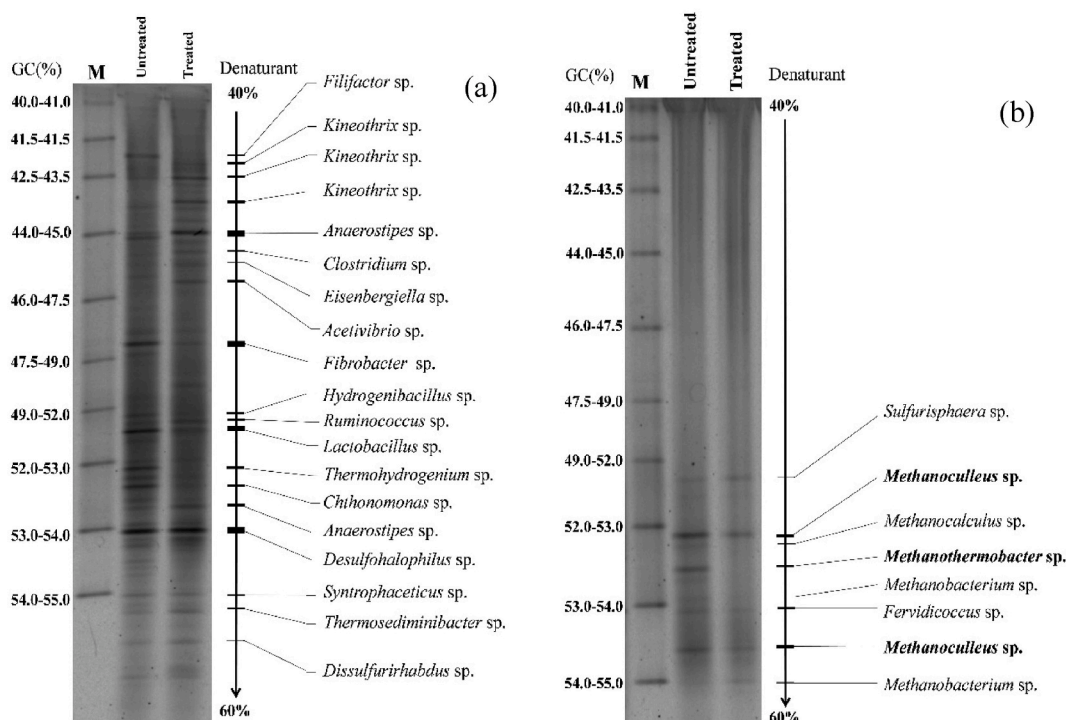 (a)
GC(%)
M
Untreated
Treated
Denaturant
40%
40.0-41.0
41.5-41.5
42.5-43.5
44.0-45.0
46.0-47.5
47.5-49.0
49.0-52.0
52.0-53.0
53.0-54.0
54.0-55.0
Filifactor sp.
Kineothrix sp.
Kineothrix sp.
Kineothrix sp.
Anaerostipes sp.
Clostridium sp.
Eisenbergiella sp.
Acetivibrio sp.
Fibrobacter sp.
Hydrogenibacillus sp.
Ruminococcus sp.
Lactobacillus sp.
Thermohydrogenium sp.
Chthonomonas sp.
Anaerostipes sp.
Desulfohalophilus sp.
Syntrophaceticus sp.
Thermosediminibacter sp.
Dissulfurirhabdus sp.
60%
(b)
GC(%)
M
Untreated
Treated
Denaturant
40%
40.0-41.0
41.5-41.5
42.5-43.5
44.0-45.0
46.0-47.5
47.5-49.0
49.0-52.0
52.0-53.0
53.0-54.0
54.0-55.0
Sulfurisphaera sp.
Methanoculleus sp.
Methanocalculus sp.
Methanothermobacter sp.
Methanobacterium sp.
Fervidicoccus sp.
Methanoculleus sp.
Methanobacterium sp.
60%